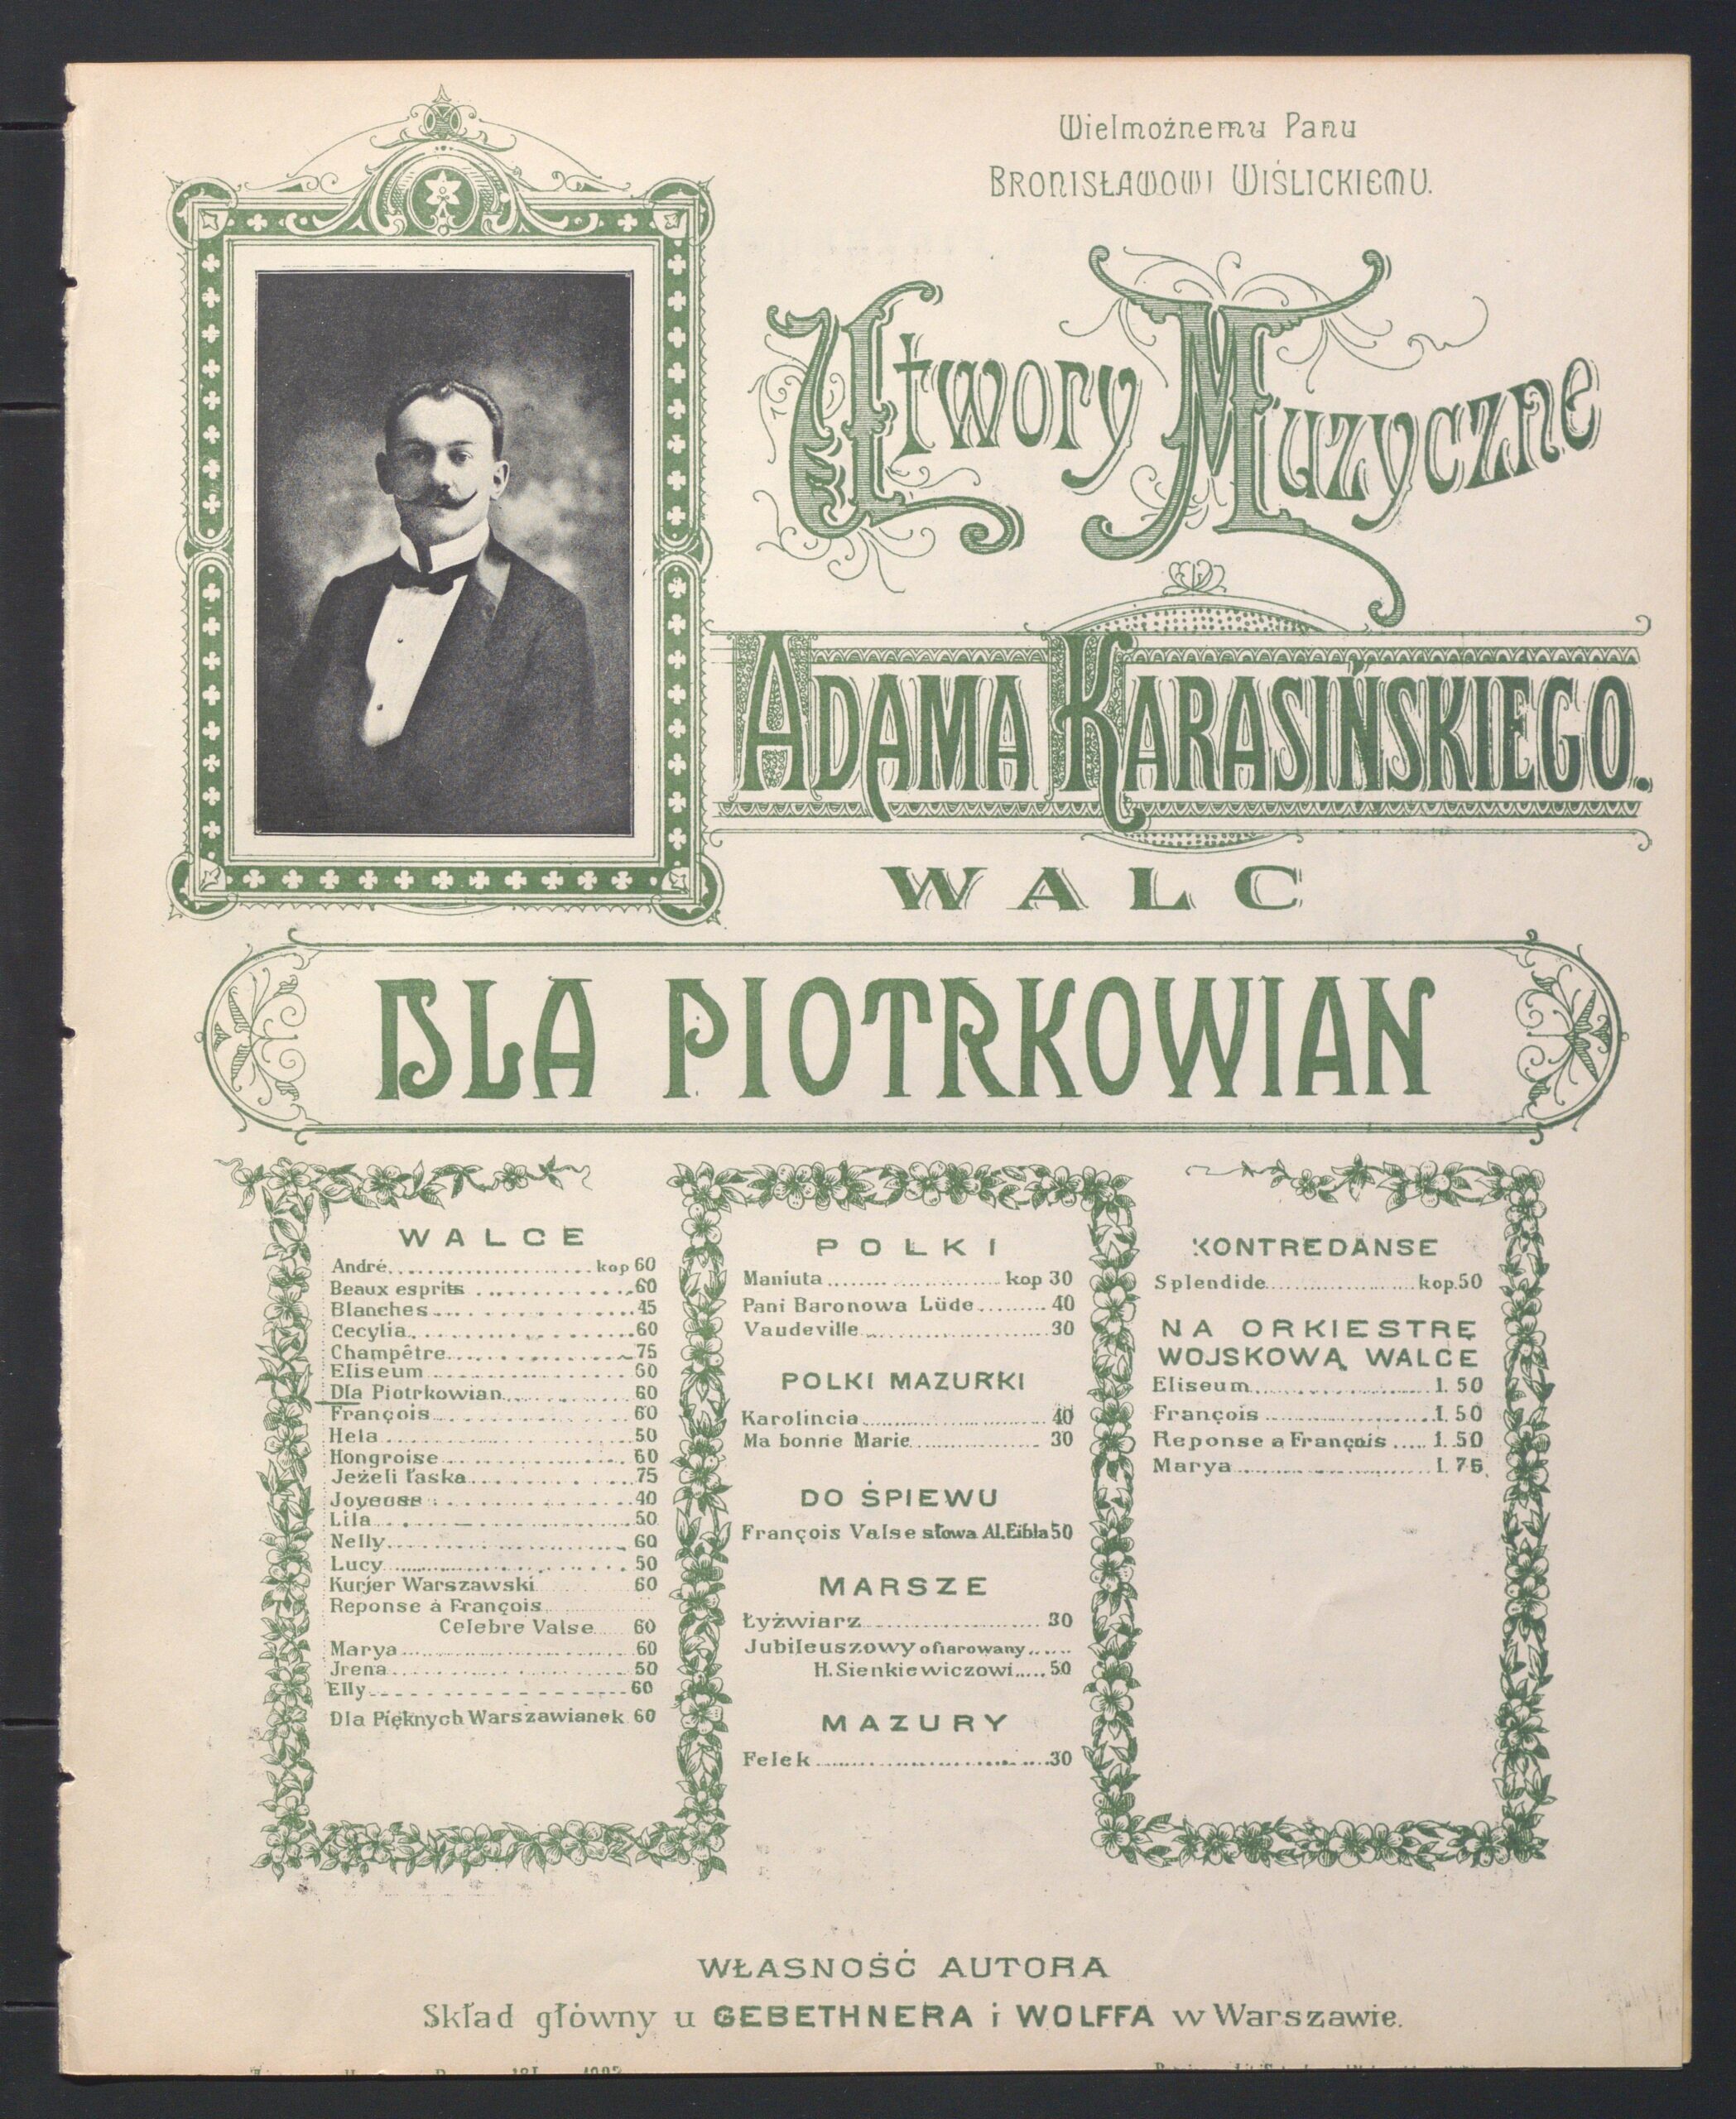 Wielmożnemu Panu
BRONISŁAWOWI WIŚLICKIEMU.
Utwory Muzyczne
ADAMA KARASIŃSKIEGO.
WALC
DLA PIOTRKOWIAN
WALCE
André......................kop 60
Beaux esprits..............60
Blanches..............45
Cecylia..............60
Champêtre..............75
Eliseum..............60
Dla Piotrkowian..............60
François..............60
Hela..............50
Hongroise..............60
Jeżeli łaska..............75
Joyeuse..............40
Lila..............50
Nelly..............60
Lucy..............50
Kurjer Warszawski 60
Reponse à François
Celebre Valse.... 60
Marya..............60
Jrena..............50
Elly..............60
Dla Pięknych Warszawianek 60
POLKI
Maniuta..............kop 30
Pani Baronowa Lüde.........40
Vaudeville..............30
POLKI MAZURKI
Karolincia..............40
Ma bonne Marie..............30
DO ŚPIEWU
François Valse słowa Al.Eibla 50
MARSZE
Łyżwiarz..............30
Jubileuszowy ofiarowany......
H. Sienkiewiczowi.....50
MAZURY
Felek..............30
KONTREDANSE
Splendide..............kop.50
NA ORKIESTRĘ
WOJSKOWĄ WALCE
Eliseum..............1.50
François..............1.50
Reponse a François.....1.50
Marya..............1.75
WŁASNOŚĆ AUTORA
Skład główny u GEBETHNERA i WOLFFA w Warszawie.